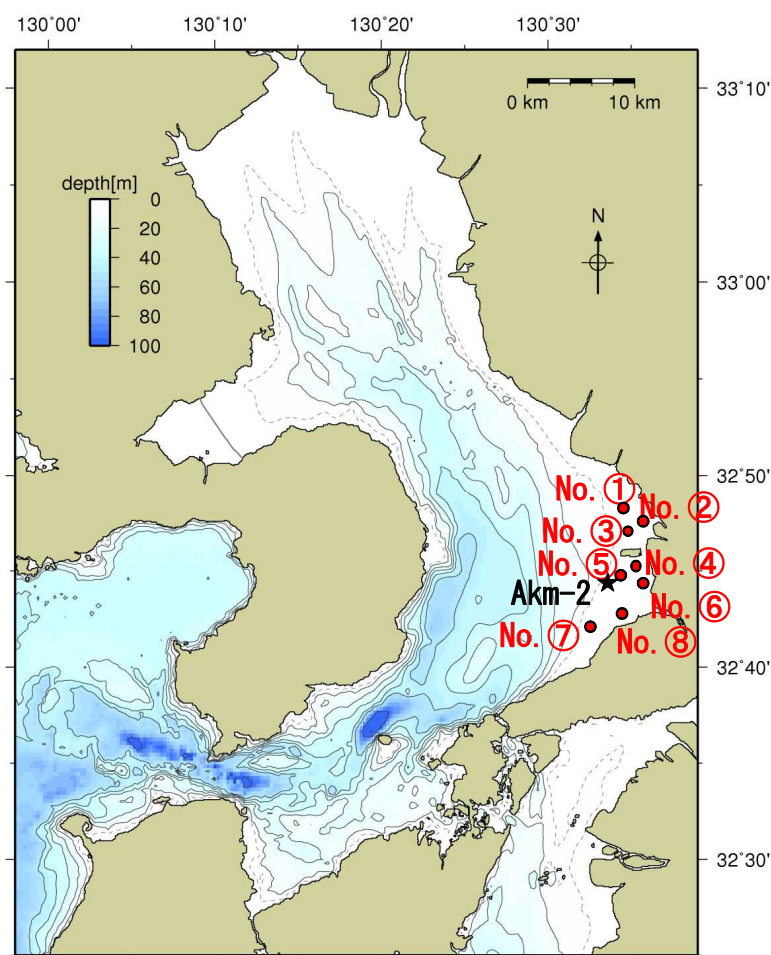 130°00' 130°10' 130°20' 130°30'
33°10'
0 km 10 km
depth[m]
0
20
40
60
80
100
N
33°00'
32°50'
No. ①
No. ②
No. ③
No. ④
No. ⑤
Akm-2
No. ⑥
No. ⑦
No. ⑧
32°40'
32°30'